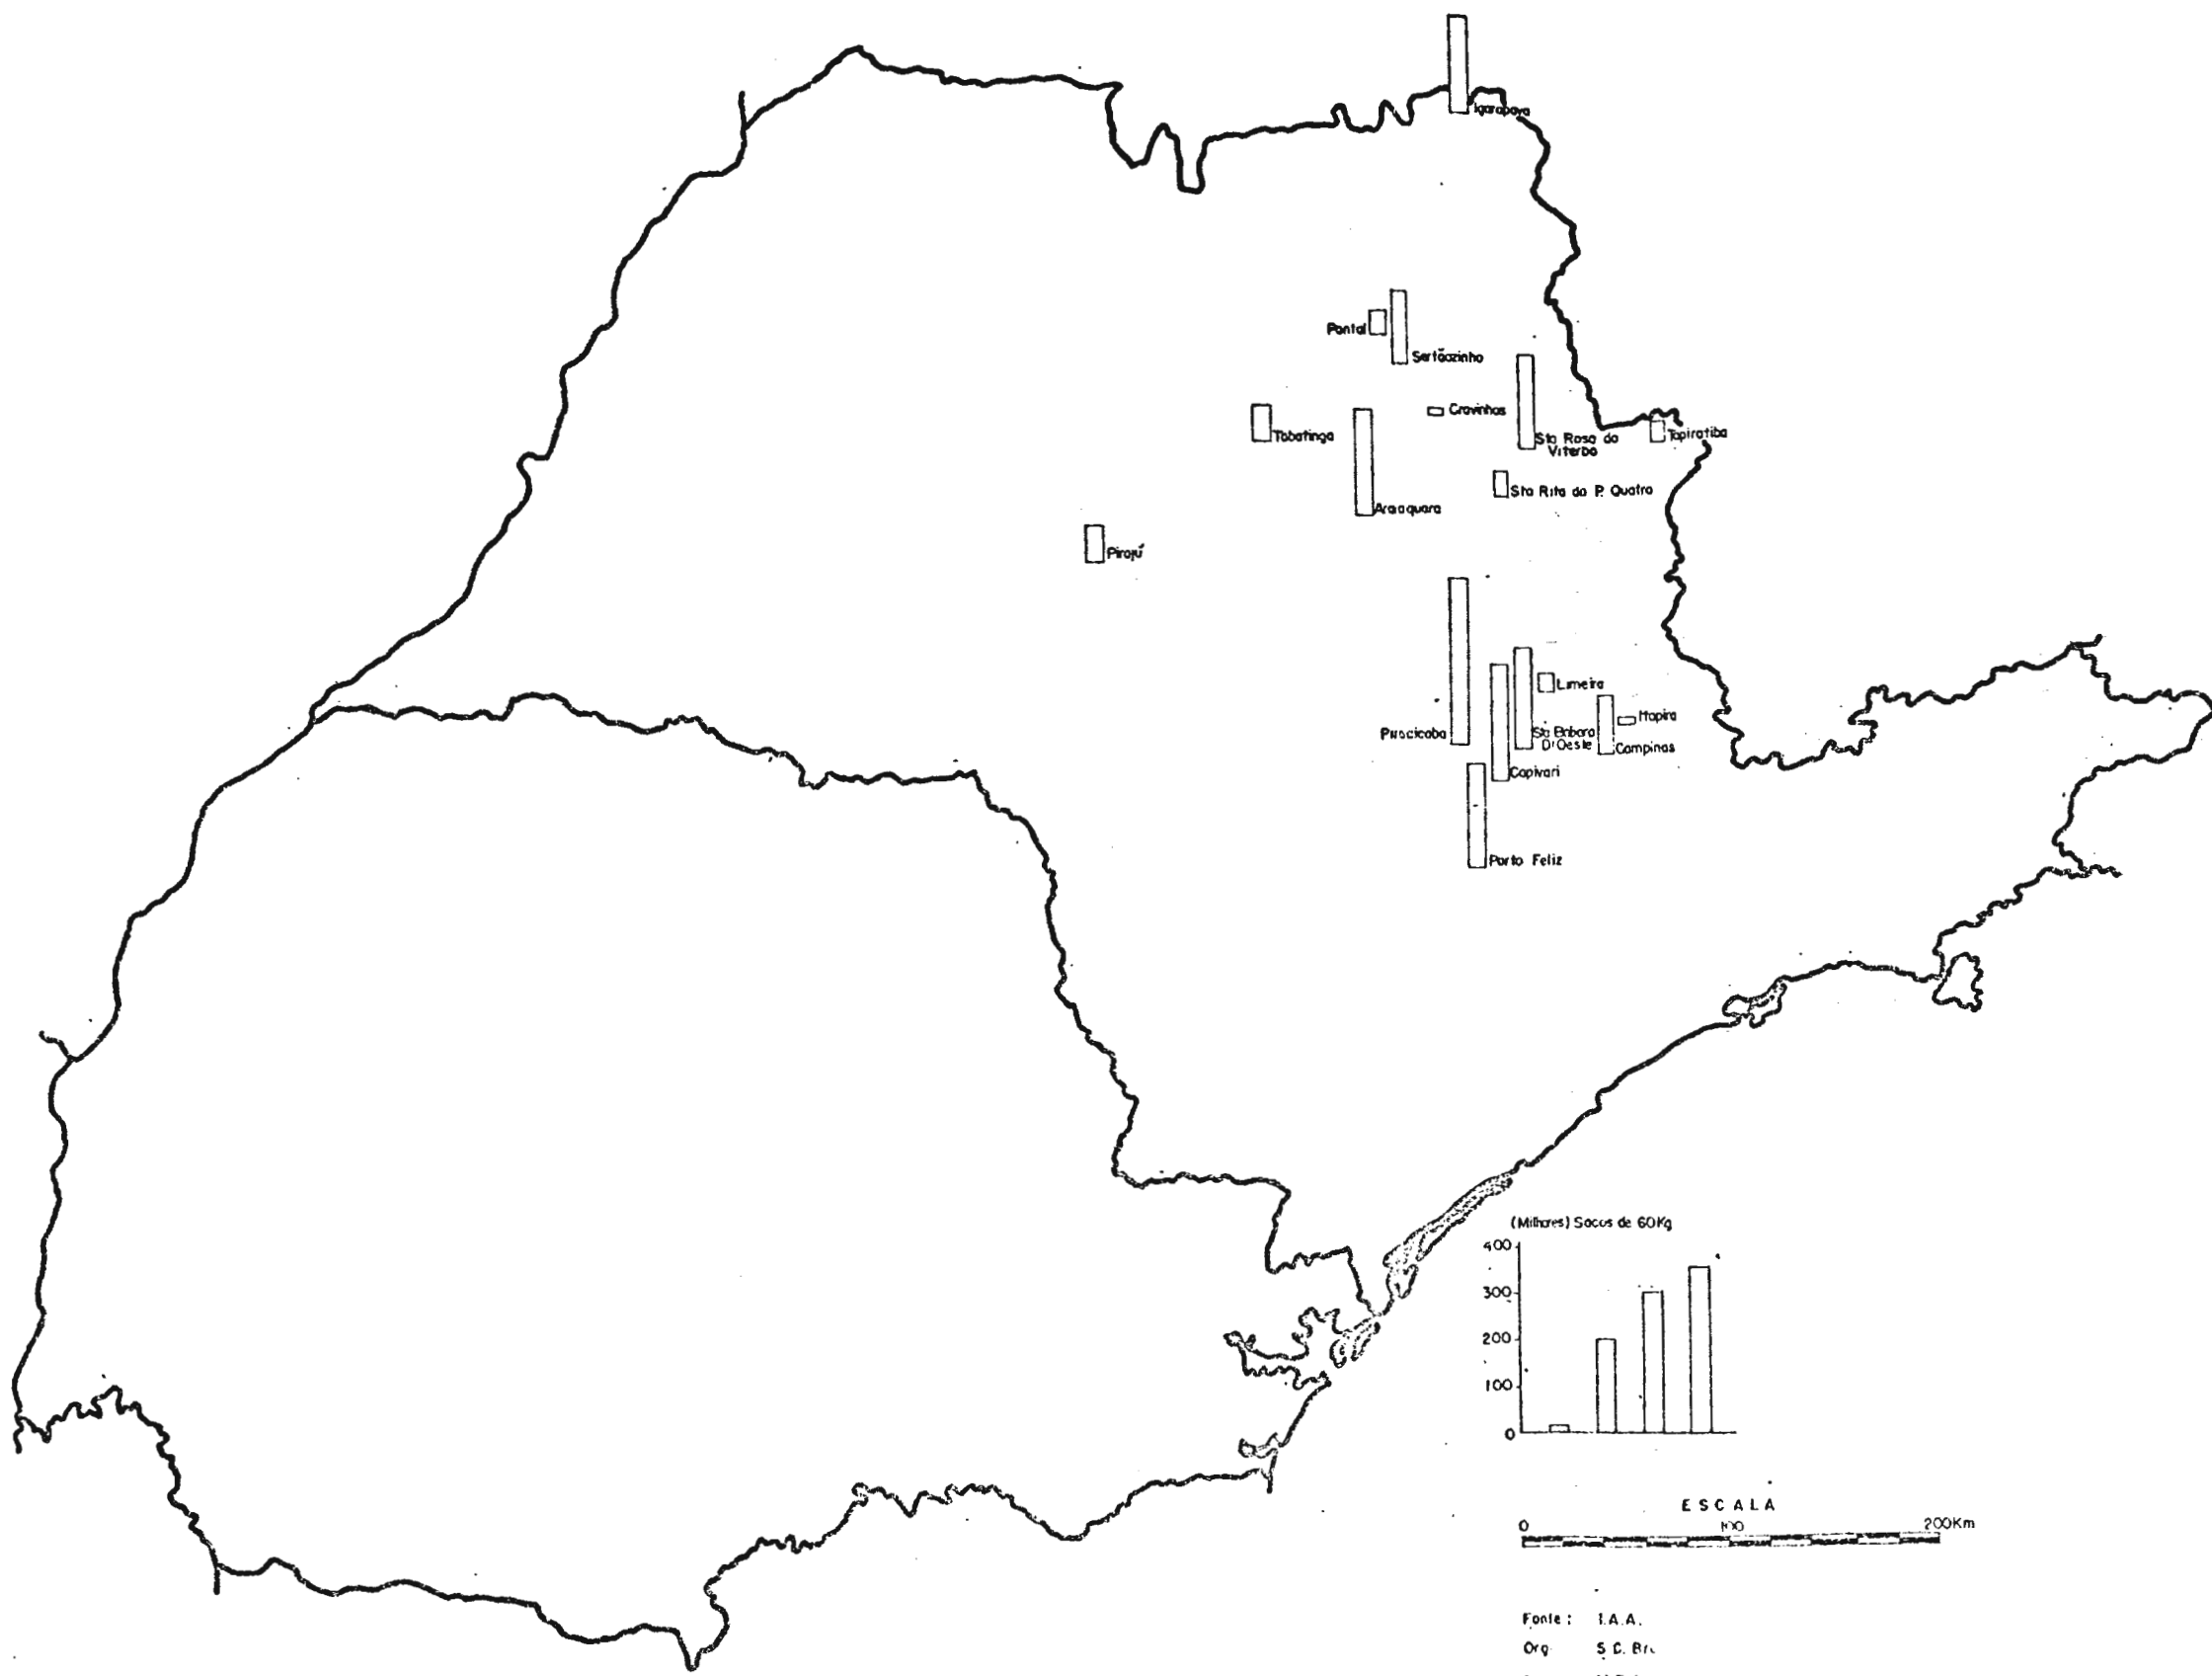 Igarapava
Pontal
Sertãozinho
Cravinhos
Tabatinga
Sta Rosa do
Viterbo
Tapiratiba
Sta Rita do P. Quatro
Araraquara
Pirajú
Limeira
Itapira
Piracicaba
Sta Bárbara
D'Oeste
Campinas
Capivari
Porto Feliz
(Milhares) Sacos de 60Kg
400
300
200
100
0
ESCALA
0 100 200Km
Fonte : I.A.A.
Org S.C.